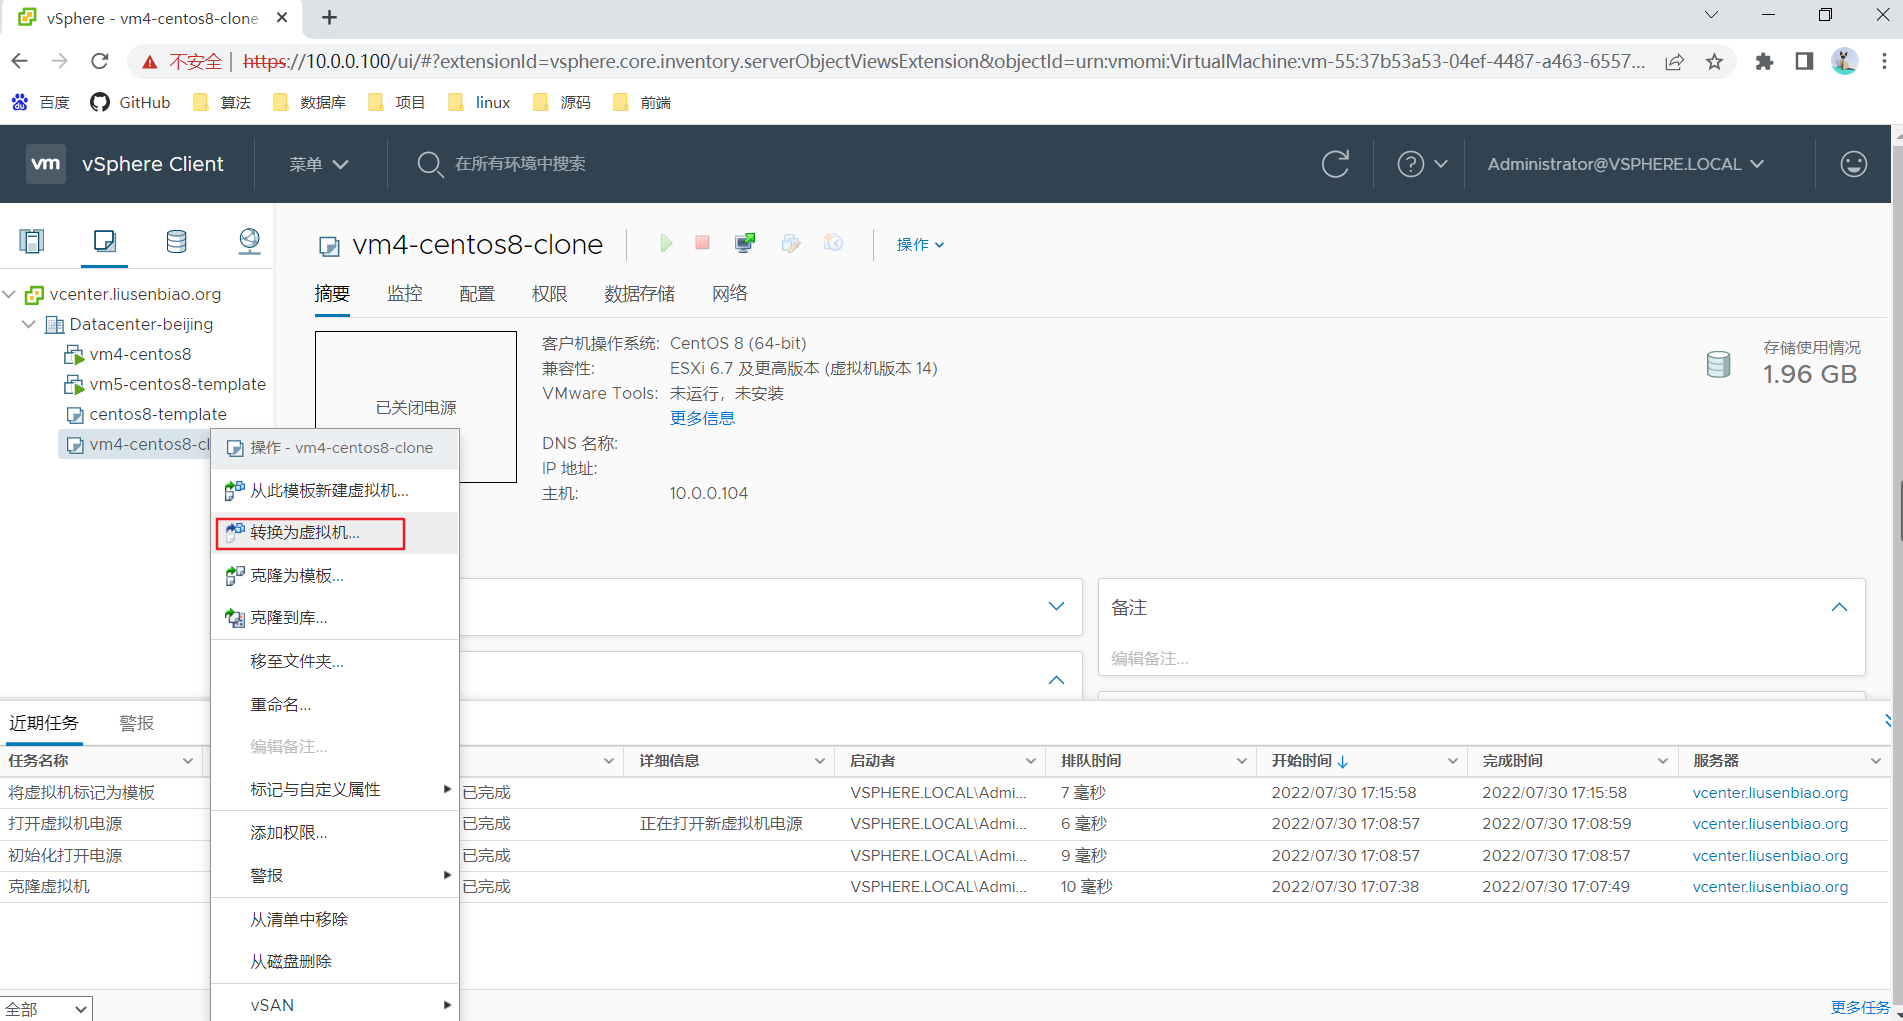 vSphere - vm4-centos8-clone
不安全 | https://10.0.0.100/ui/#?extensionId=vsphere.core.inventory.serverObjectViewsExtension&objectId=urn:vmomi:VirtualMachine:vm-55:37b53a53-04ef-4487-a463-6557...
百度 GitHub 算法 数据库 项目 linux 源码 前端
vm vSphere Client 菜单 在所有环境中搜索 Administrator@VSPHERE.LOCAL
vm4-centos8-clone 操作
摘要 监控 配置 权限 数据存储 网络
vcenter.liusenbiao.org
Datacenter-beijing
vm4-centos8
vm5-centos8-template
centos8-template
vm4-centos8-cl
已关闭电源
客户机操作系统: CentOS 8 (64-bit)
兼容性: ESXi 6.7 及更高版本 (虚拟机版本 14)
VMware Tools: 未运行，未安装
更多信息
DNS 名称:
IP 地址:
主机: 10.0.0.104
存储使用情况
1.96 GB
操作 - vm4-centos8-clone
从此模板新建虚拟机...
转换为虚拟机...
克隆为模板...
克隆到库...
移至文件夹...
重命名...
编辑备注...
标记与自定义属性
添加权限...
警报
从清单中移除
从磁盘删除
vSAN
备注
编辑备注...
近期任务 警报
任务名称 详细信息 启动者 排队时间 开始时间 完成时间 服务器
将虚拟机标记为模板 已完成 VSPHERE.LOCAL\Admi... 7 毫秒 2022/07/30 17:15:58 2022/07/30 17:15:58 vcenter.liusenbiao.org
打开虚拟机电源 已完成 正在打开新虚拟机电源 VSPHERE.LOCAL\Admi... 6 毫秒 2022/07/30 17:08:57 2022/07/30 17:08:59 vcenter.liusenbiao.org
初始化打开电源 已完成 VSPHERE.LOCAL\Admi... 9 毫秒 2022/07/30 17:08:57 2022/07/30 17:08:57 vcenter.liusenbiao.org
克隆虚拟机 已完成 VSPHERE.LOCAL\Admi... 10 毫秒 2022/07/30 17:07:38 2022/07/30 17:07:49 vcenter.liusenbiao.org
全部 更多任务